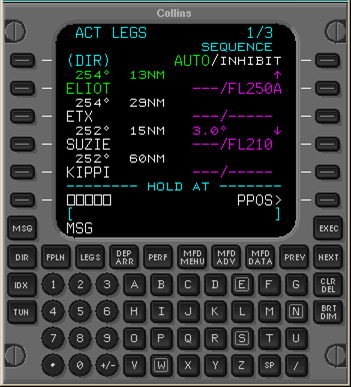 Collins
ACT LEGS 1/3
SEQUENCE
(DIR) AUTO/INHIBIT
254° 13NM ↑
ELIOT ---/FL250A
254° 29NM
ETX ---/-----
252° 15NM 3.0° ↓
SUZIE ---/FL210
252° 60NM
KIPPI ---/-----
-------- HOLD AT --------
□□□□□ PPOS>
[ ]
MSG
MSG EXEC
DIR FPLN LEGS DEP ARR PERF MFD MENU MFD ADV MFD DATA PREV NEXT
IDX 1 2 3 A B C D E F G CLR DEL
TUN 4 5 6 H I J K L M N BRT DIM
7 8 9 O P Q R S T U
• 0 +/- V W X Y Z SP /